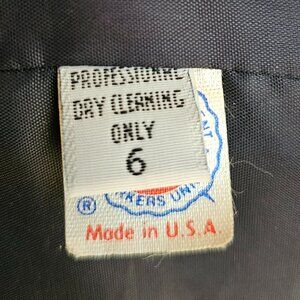 PROFESSIONAL
DRY CLEANING
ONLY
6
®
Made in U.S.A.